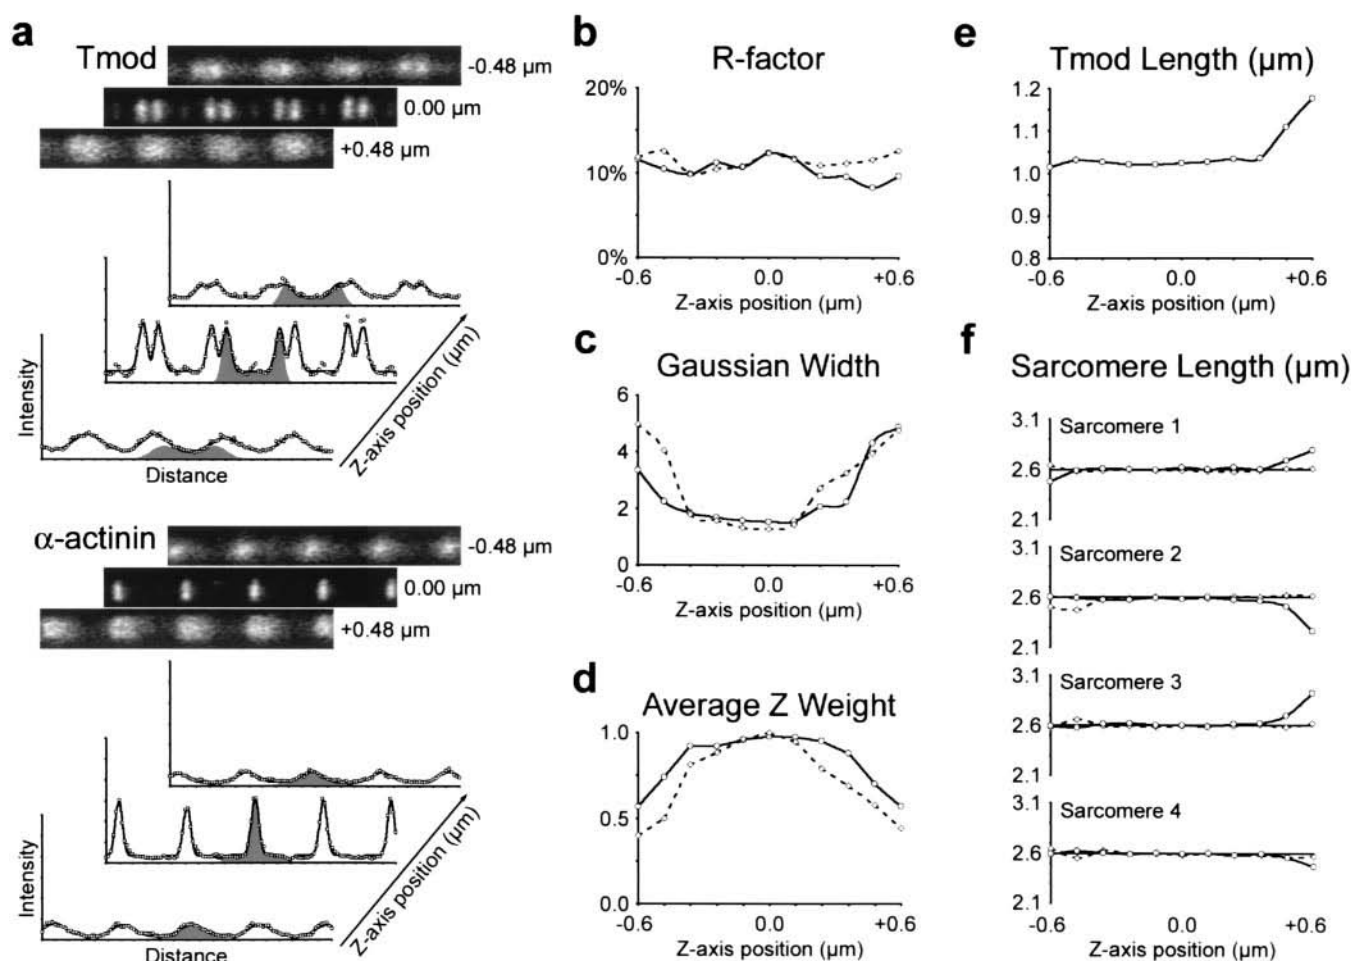 a
Tmod
-0.48 µm
0.00 µm
+0.48 µm
Intensity
Distance
Z-axis position (µm)
α-actinin
-0.48 µm
0.00 µm
+0.48 µm
Intensity
Distance
Z-axis position (µm)
b
R-factor
20%
10%
0%
-0.6
0.0
+0.6
Z-axis position (µm)
c
Gaussian Width
6
4
2
0
-0.6
0.0
+0.6
Z-axis position (µm)
d
Average Z Weight
1.0
0.5
0.0
-0.6
0.0
+0.6
Z-axis position (µm)
e
Tmod Length (µm)
1.2
1.1
1.0
0.9
0.8
-0.6
0.0
+0.6
Z-axis position (µm)
f
Sarcomere Length (µm)
3.1
Sarcomere 1
2.6
2.1
3.1
Sarcomere 2
2.6
2.1
3.1
Sarcomere 3
2.6
2.1
3.1
Sarcomere 4
2.6
2.1
-0.6
0.0
+0.6
Z-axis position (µm)